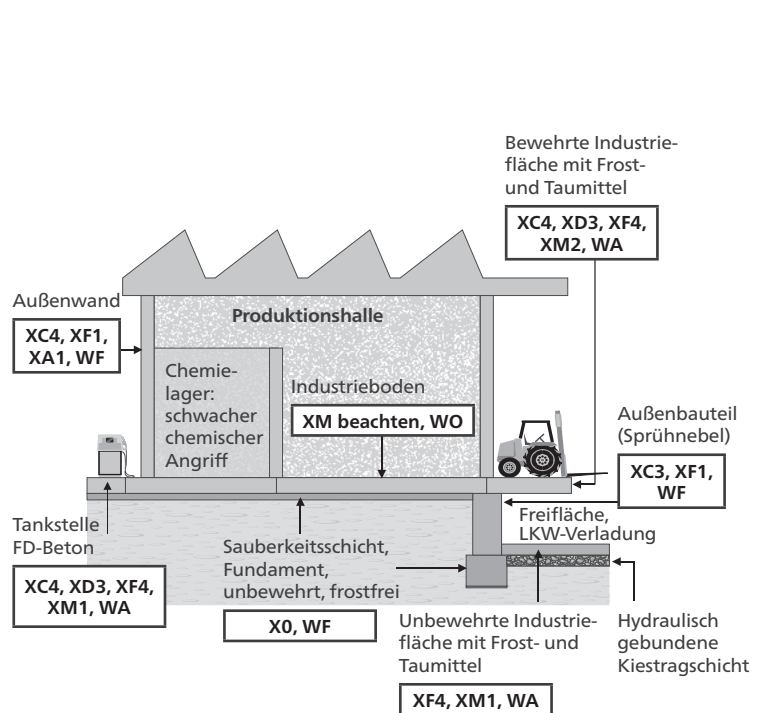 Bewehrte Industrie-
fläche mit Frost-
und Taumittel
XC4, XD3, XF4,
XM2, WA
Außenwand
XC4, XF1,
XA1, WF
Produktionshalle
Chemie-
lager:
schwacher
chemischer
Angriff
Industrieboden
XM beachten, WO
Außenbauteil
(Sprühnebel)
XC3, XF1,
WF
Tankstelle
FD-Beton
XC4, XD3, XF4,
XM1, WA
Sauberkeitsschicht,
Fundament,
unbewehrt, frostfrei
X0, WF
Freifläche,
LKW-Verladung
Unbewehrte Industrie-
fläche mit Frost- und
Taumittel
XF4, XM1, WA
Hydraulisch
gebundene
Kiestragschicht